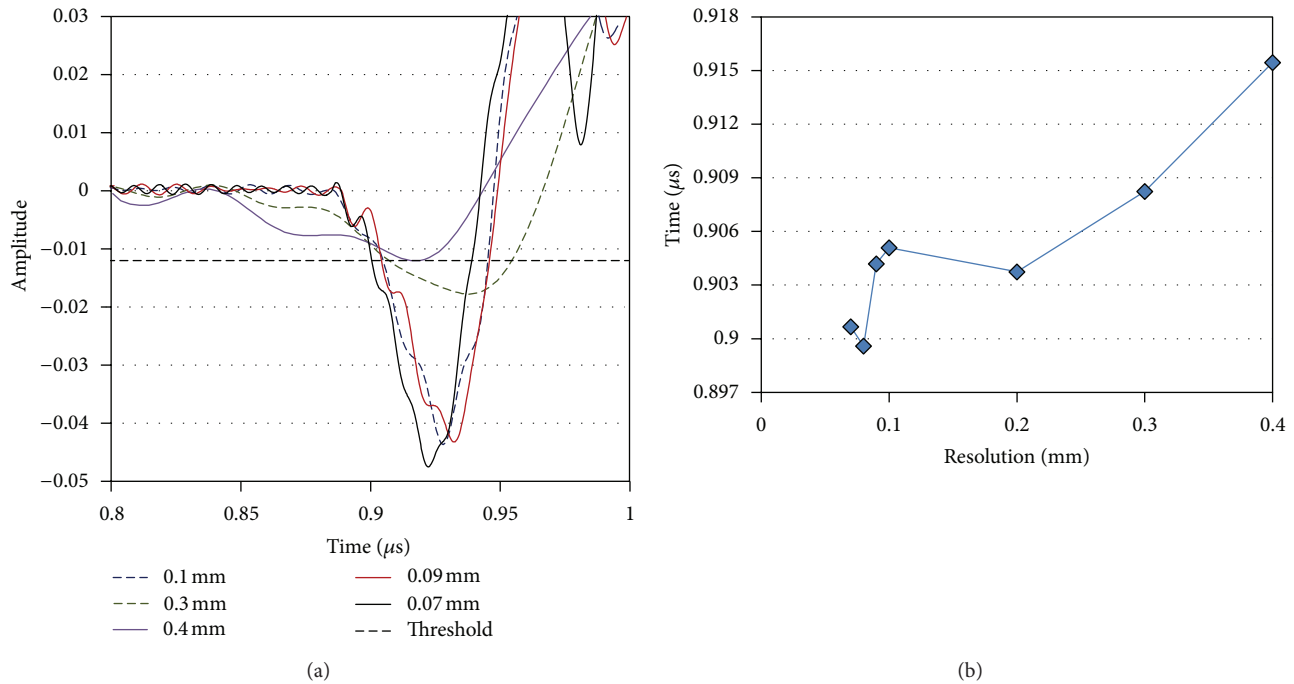 0.03
0.02
0.01
0
−0.01
−0.02
−0.03
−0.04
−0.05
Amplitude
0.8
0.85
0.9
0.95
1
Time (μs)
0.1 mm
0.3 mm
0.4 mm
0.09 mm
0.07 mm
Threshold
(a)
0.918
0.915
0.912
0.909
0.906
0.903
0.9
0.897
Time (μs)
0
0.1
0.2
0.3
0.4
Resolution (mm)
(b)